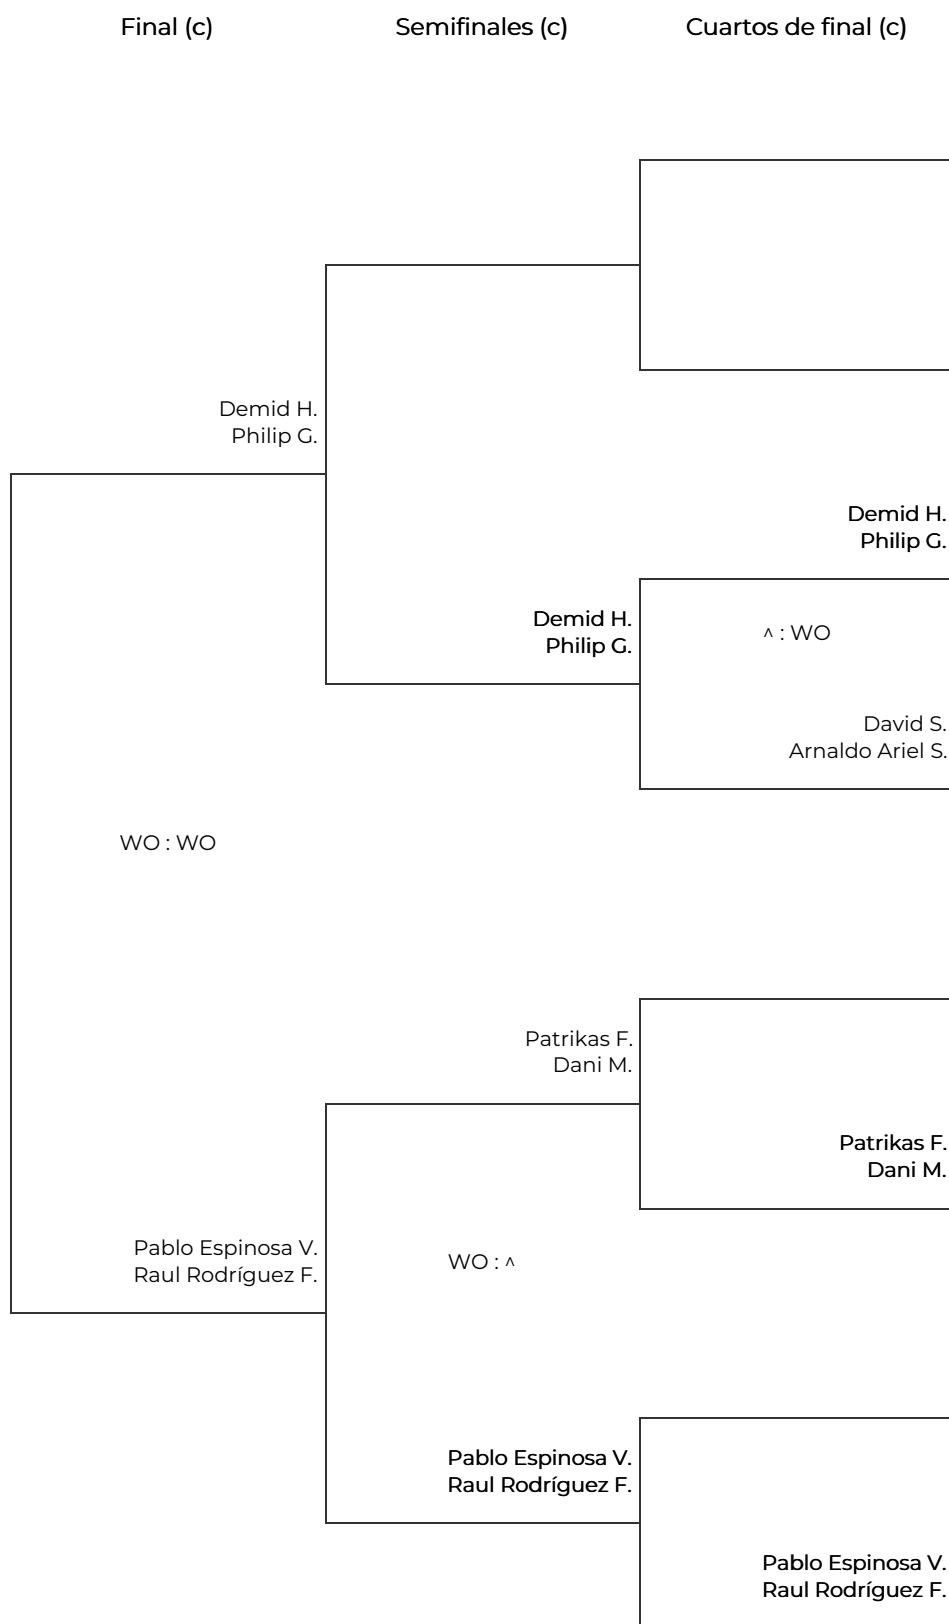 Final (c)
Semifinales (c)
Cuartos de final (c)
Demid H.
Philip G.
Demid H.
Philip G.
Demid H.
Philip G.
^ : WO
David S.
Arnaldo Ariel S.
WO : WO
Patrikas F.
Dani M.
Patrikas F.
Dani M.
Pablo Espinosa V.
Raul Rodríguez F.
WO : ^
Pablo Espinosa V.
Raul Rodríguez F.
Pablo Espinosa V.
Raul Rodríguez F.